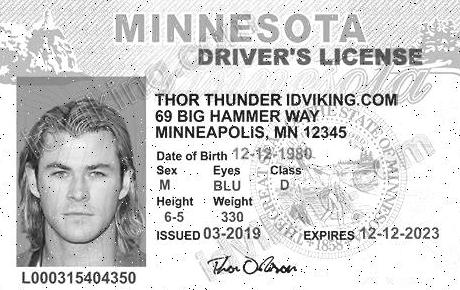 MINNESOTA
DRIVER'S LICENSE
THOR THUNDER IDVIKING.COM
69 BIG HAMMER WAY
MINNEAPOLIS, MN 12345
Date of Birth 12-12-1980
Sex Eyes Class
M BLU D
Height Weight
6-5 330
ISSUED 03-2019 EXPIRES 12-12-2023
Thor Odinson
L000315404350